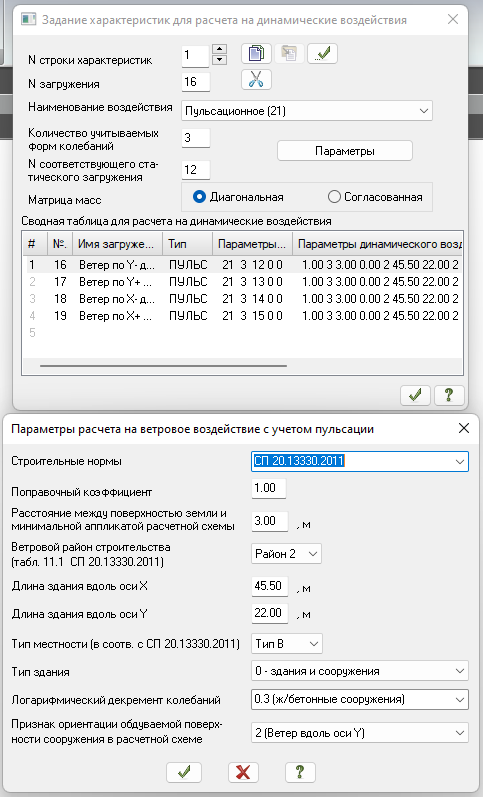 Задание характеристик для расчета на динамические воздействия
N строки характеристик 1
N загружения 16
Наименование воздействия Пульсационное (21)
Количество учитываемых
форм колебаний 3
Параметры
N соответствующего ста-
тического загружения 12
Матрица масс Диагональная Согласованная
Сводная таблица для расчета на динамические воздействия
# №. Имя загруже... Тип Параметры... Параметры динамического возд
1 16 Ветер по Y- д... ПУЛЬС 21 3 12 0 0 1.00 3 3.00 0.00 2 45.50 22.00 2
2 17 Ветер по Y+ ... ПУЛЬС 21 3 13 0 0 1.00 3 3.00 0.00 2 45.50 22.00 2
3 18 Ветер по X- д... ПУЛЬС 21 3 14 0 0 1.00 3 3.00 0.00 2 45.50 22.00 2
4 19 Ветер по X+ ... ПУЛЬС 21 3 15 0 0 1.00 3 3.00 0.00 2 45.50 22.00 2
5
?
Параметры расчета на ветровое воздействие с учетом пульсации
Строительные нормы СП 20.13330.2011
Поправочный коэффициент 1.00
Расстояние между поверхностью земли и
минимальной аппликатой расчетной схемы 3.00 , м
Ветровой район строительства
(табл. 11.1 СП 20.13330.2011) Район 2
Длина здания вдоль оси X 45.50 , м
Длина здания вдоль оси Y 22.00 , м
Тип местности (в соотв. с СП 20.13330.2011) Тип B
Тип здания 0 - здания и сооружения
Логарифмический декремент колебаний 0.3 (ж/бетонные сооружения)
Признак ориентации обдуваемой поверх-
ности сооружения в расчетной схеме 2 (Ветер вдоль оси Y)
?